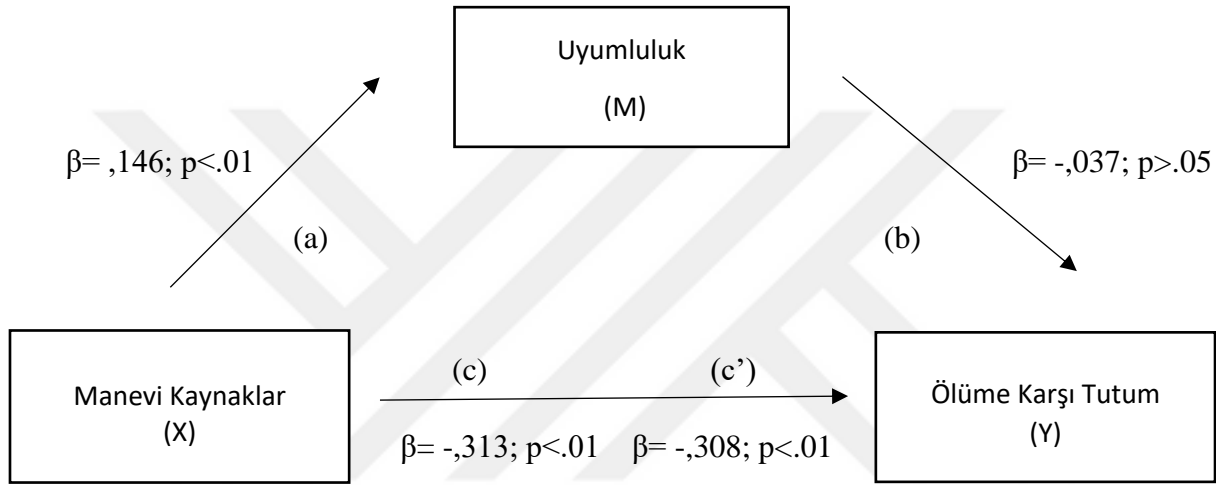 Uyumluluk
(M)
β= ,146; p<.01
β= -,037; p>.05
(a)
(b)
Manevi Kaynaklar
(X)
(c)
(c’)
β= -,313; p<.01
β= -,308; p<.01
Ölüme Karşı Tutum
(Y)